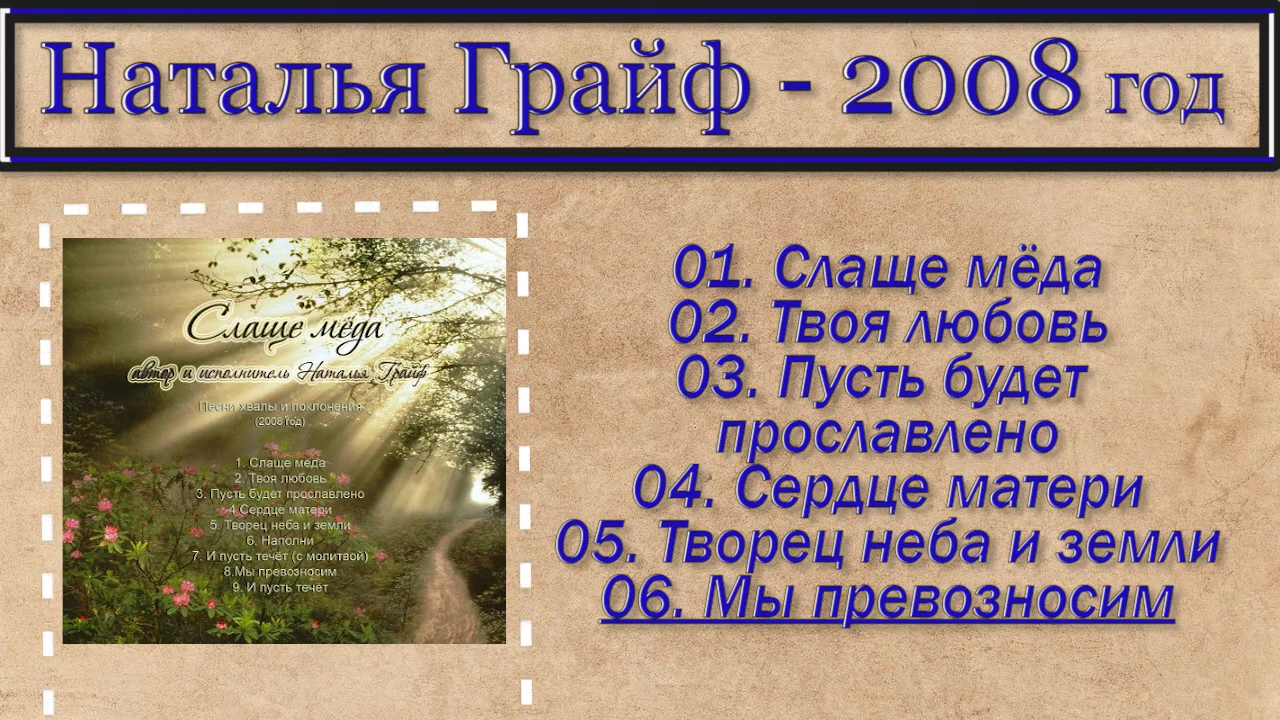 Наталья Грайф - 2008 год
Слаще мёда
автор и исполнитель Наталья Грайф
Песни хвалы и поклонения
(2008 год)
1. Слаще мёда
2. Твоя любовь
3. Пусть будет прославлено
4 Сердце матери
5. Творец неба и земли
6. Наполни
7. И пусть течёт (с молитвой)
8.Мы превозносим
9. И пусть течёт
01. Слаще мёда
02. Твоя любовь
03. Пусть будет
прославлено
04. Сердце матери
05. Творец неба и земли
06. Мы превозносим